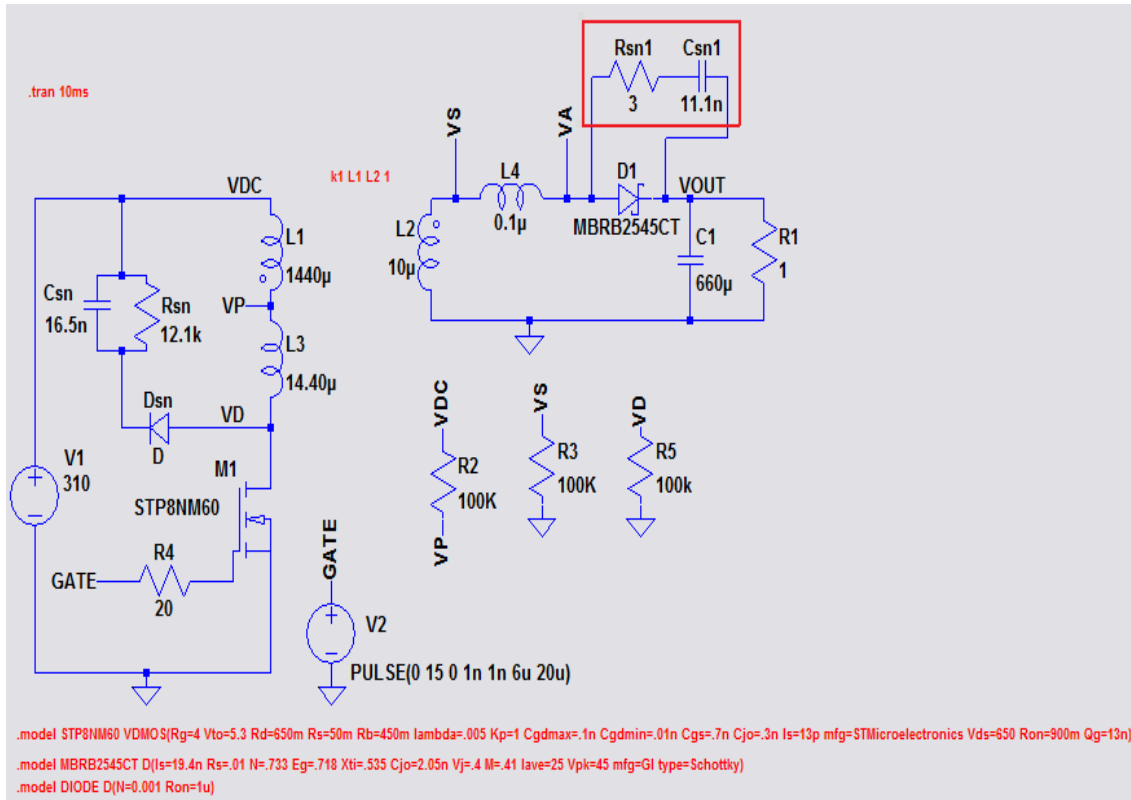 Rsn1
Csn1
3
11.1n
.tran 10ms
VS
VA
k1 L1 L2 1
VDC
L4
0.1µ
D1
VOUT
MBRB2545CT
L2
10µ
C1
660µ
R1
1
L1
1440µ
Csn
16.5n
Rsn
12.1k
VP
L3
14.40µ
Dsn
D
VD
V1
310
M1
STP8NM60
R4
20
GATE
VDC
R2
100K
VP
VS
R3
100K
VD
R5
100k
GATE
V2
PULSE(0 15 0 1n 1n 6u 20u)
.model STP8NM60 VDMOS(Rg=4 Vto=5.3 Rd=650m Rs=50m Rb=450m lambda=.005 Kp=1 Cgdmax=.1n Cgdmin=.01n Cgs=.7n Cjo=.3n Is=13p mfg=STMicroelectronics Vds=650 Ron=900m Qg=13n)
.model MBRB2545CT D(Is=19.4n Rs=.01 N=.733 Eg=.718 Xti=.535 Cjo=2.05n Vj=.4 M=.41 Iave=25 Vpk=45 mfg=GI type=Schottky)
.model DIODE D(N=0.001 Ron=1u)